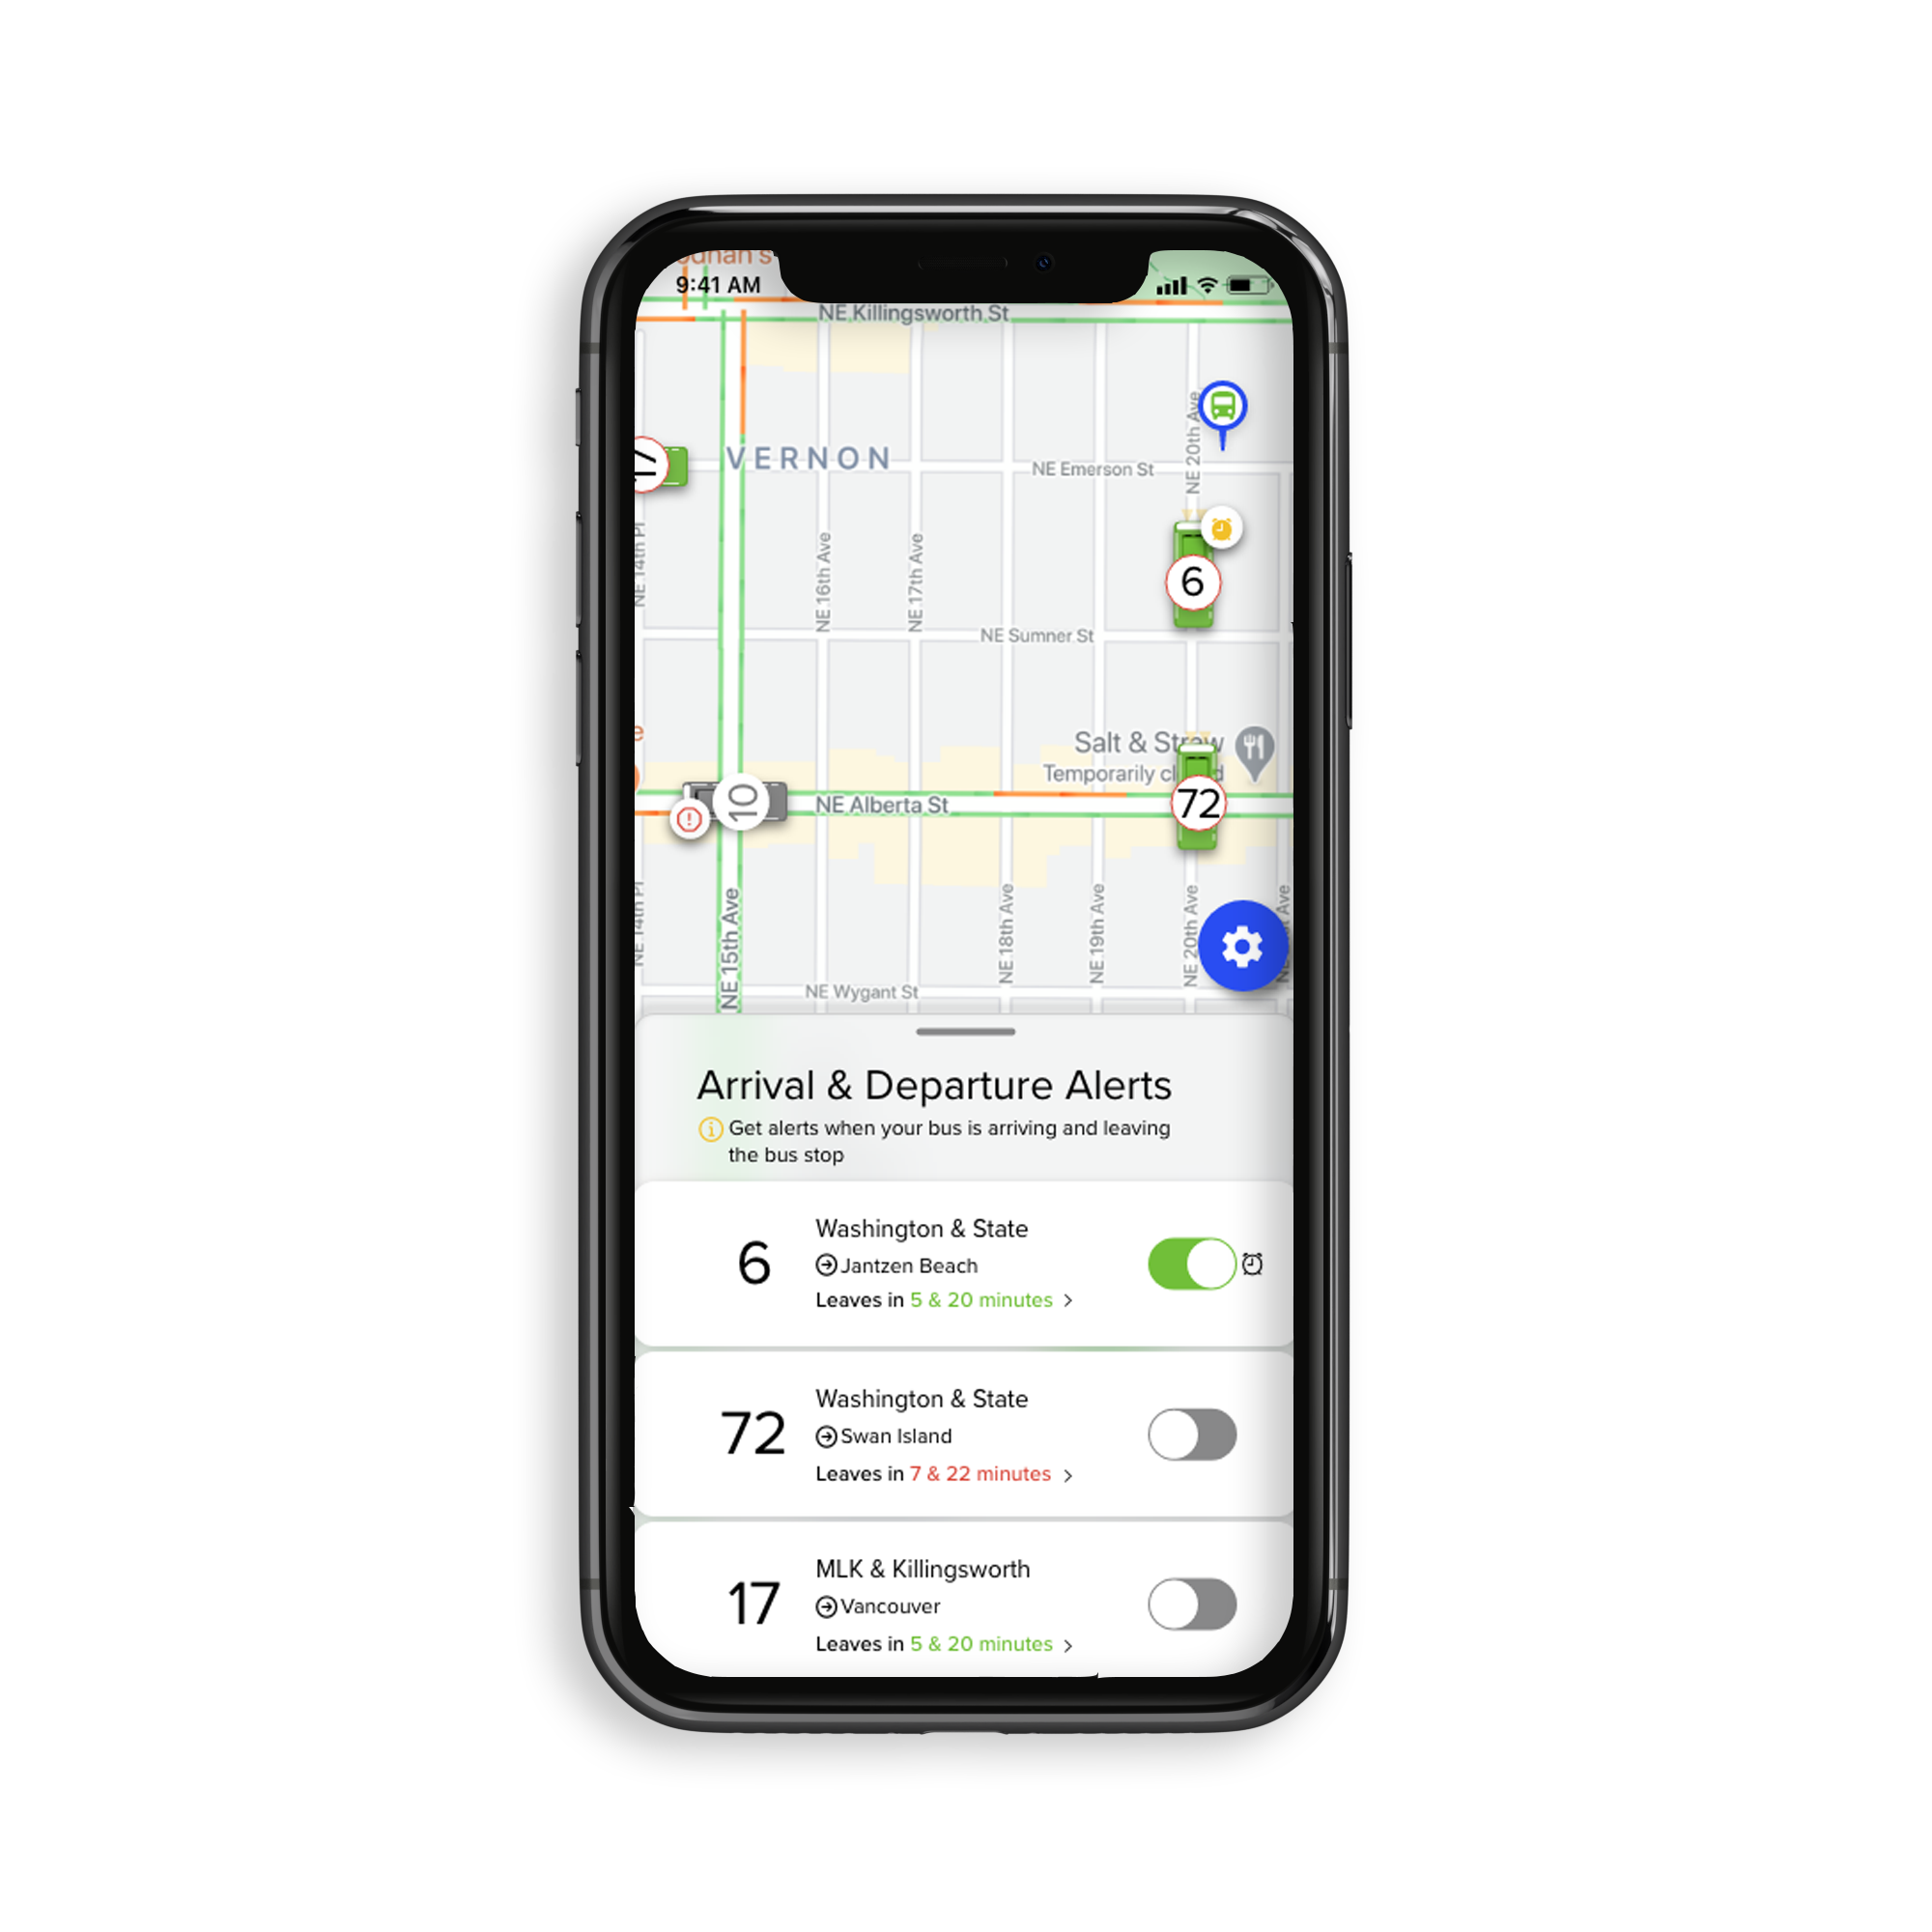 9:41 AM
NE Killingsworth St
VERNON
NE 20th Ave
NE Emerson St
NE 14th Pl
NE 16th Ave
NE 17th Ave
6
NE Sumner St
Salt & Straw
Temporarily
72
10
NE Alberta St
NE 14th Pl
NE 15th Ave
NE 18th Ave
NE 19th Ave
NE 20th Ave
Ave
NE Wygant St
Arrival & Departure Alerts
Get alerts when your bus is arriving and leaving
the bus stop
6
Washington & State
Jantzen Beach
Leaves in 5 & 20 minutes
72
Washington & State
Swan Island
Leaves in 7 & 22 minutes
17
MLK & Killingsworth
Vancouver
Leaves in 5 & 20 minutes